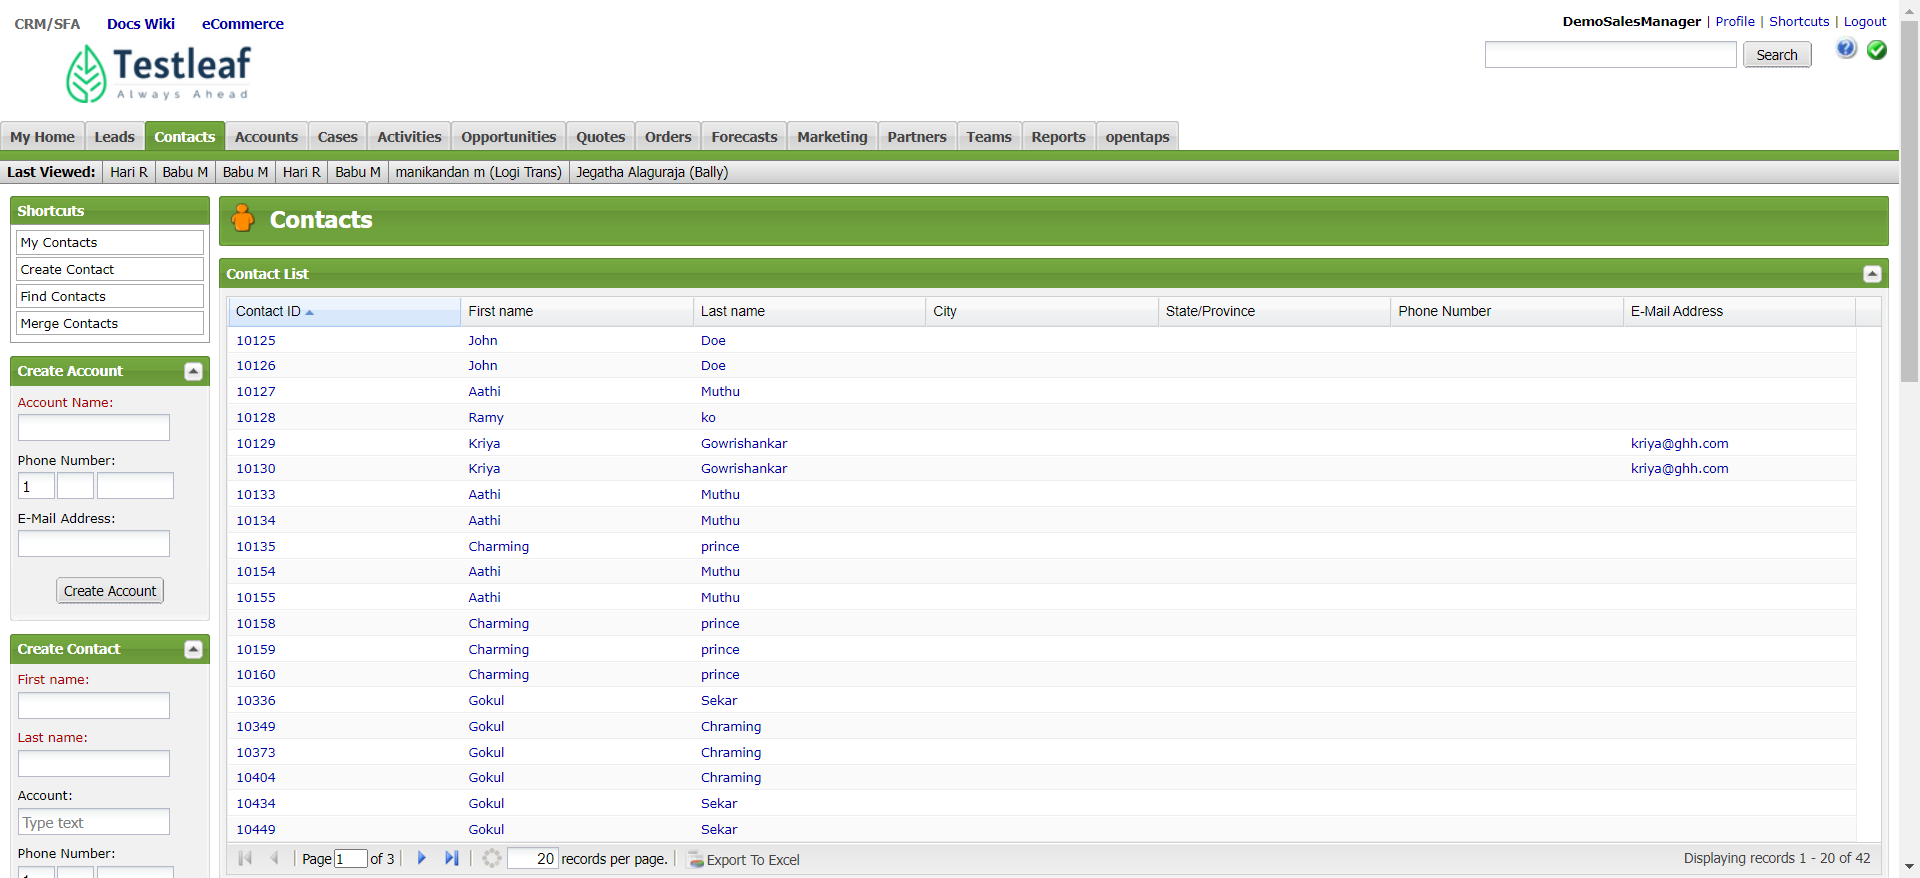 CRM/SFA Docs Wiki eCommerce
DemoSalesManager | Profile | Shortcuts | Logout
Testleaf
Always Ahead
Search
My Home Leads Contacts Accounts Cases Activities Opportunities Quotes Orders Forecasts Marketing Partners Teams Reports opentaps
Last Viewed: Hari R Babu M Babu M Hari R Babu M manikandan m (Logi Trans) Jegatha Alaguraja (Bally)
Shortcuts
My Contacts
Create Contact
Find Contacts
Merge Contacts
Create Account
Account Name:
Phone Number:
1
E-Mail Address:
Create Account
Create Contact
First name:
Last name:
Account:
Type text
Phone Number:
Contacts
Contact List
Contact ID First name Last name City State/Province Phone Number E-Mail Address
10125 John Doe
10126 John Doe
10127 Aathi Muthu
10128 Ramy ko
10129 Kriya Gowrishankar kriya@ghh.com
10130 Kriya Gowrishankar kriya@ghh.com
10133 Aathi Muthu
10134 Aathi Muthu
10135 Charming prince
10154 Aathi Muthu
10155 Aathi Muthu
10158 Charming prince
10159 Charming prince
10160 Charming prince
10336 Gokul Sekar
10349 Gokul Chraming
10373 Gokul Chraming
10404 Gokul Chraming
10434 Gokul Sekar
10449 Gokul Sekar
Page 1 of 3 20 records per page. Export To Excel Displaying records 1 - 20 of 42